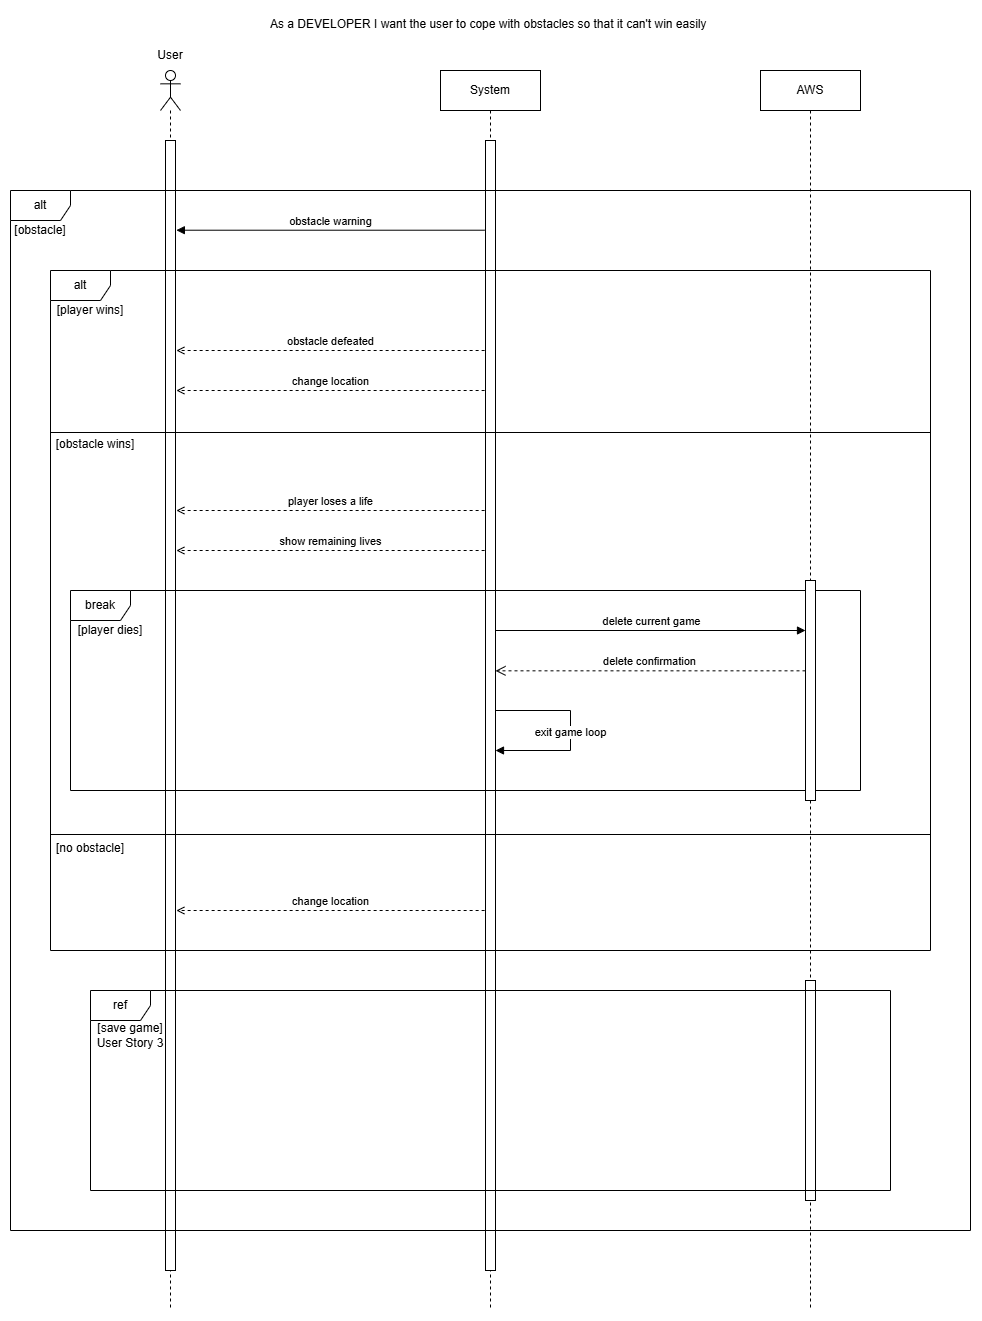 As a DEVELOPER I want the user to cope with obstacles so that it can't win easily
User
System
AWS
alt
[obstacle]
obstacle warning
alt
[player wins]
obstacle defeated
change location
[obstacle wins]
player loses a life
show remaining lives
break
[player dies]
delete current game
delete confirmation
exit game loop
[no obstacle]
change location
ref
[save game]
User Story 3